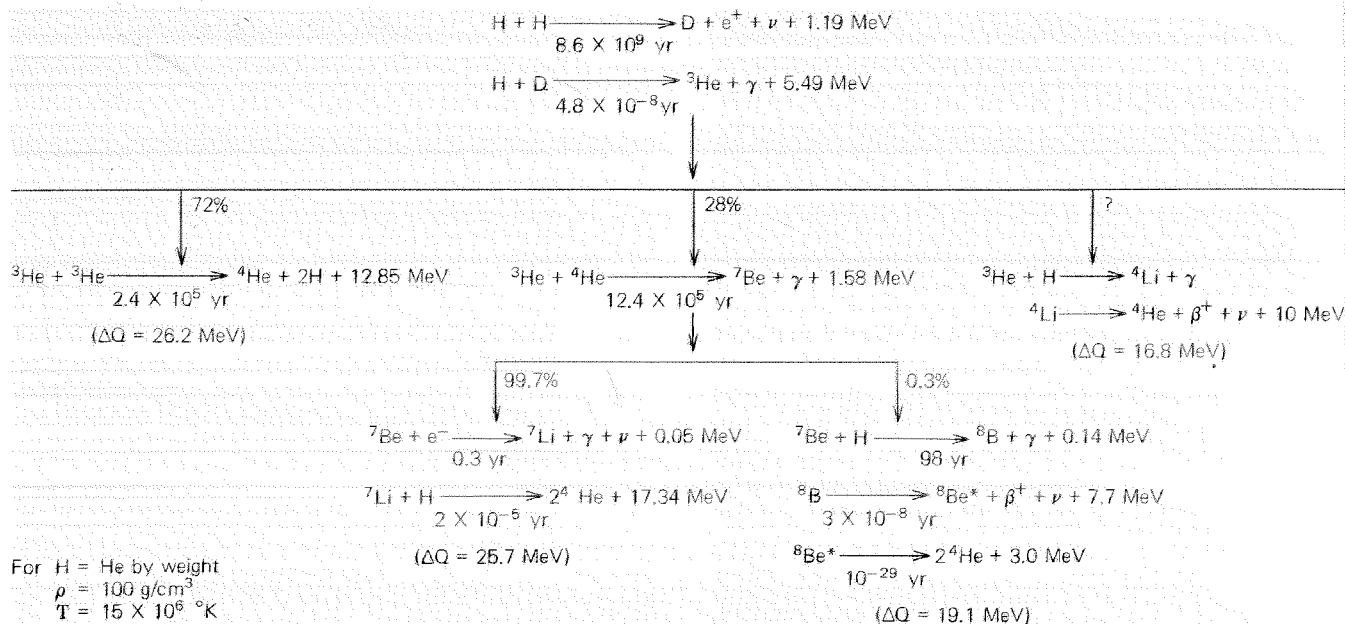 H + H ⟶ D + e⁺ + ν + 1.19 MeV
8.6 X 10⁹ yr
H + D ⟶ ³He + γ + 5.49 MeV
4.8 X 10⁻⁸ yr
72%
28%
?
³He + ³He ⟶ ⁴He + 2H + 12.85 MeV
2.4 X 10⁵ yr
(ΔQ = 26.2 MeV)
³He + ⁴He ⟶ ⁷Be + γ + 1.58 MeV
12.4 X 10⁵ yr
³He + H ⟶ ⁴Li + γ
⁴Li ⟶ ⁴He + β⁺ + ν + 10 MeV
(ΔQ = 16.8 MeV)
99.7%
0.3%
⁷Be + e⁻ ⟶ ⁷Li + γ + ν + 0.05 MeV
0.3 yr
⁷Li + H ⟶ 2⁴ He + 17.34 MeV
2 X 10⁻⁵ yr
(ΔQ = 25.7 MeV)
⁷Be + H ⟶ ⁸B + γ + 0.14 MeV
98 yr
⁸B ⟶ ⁸Be* + β⁺ + ν + 7.7 MeV
3 X 10⁻⁸ yr
⁸Be* ⟶ 2⁴He + 3.0 MeV
10⁻²⁹ yr
(ΔQ = 19.1 MeV)
For H = He by weight
ρ = 100 g/cm³
T = 15 X 10⁶ °K